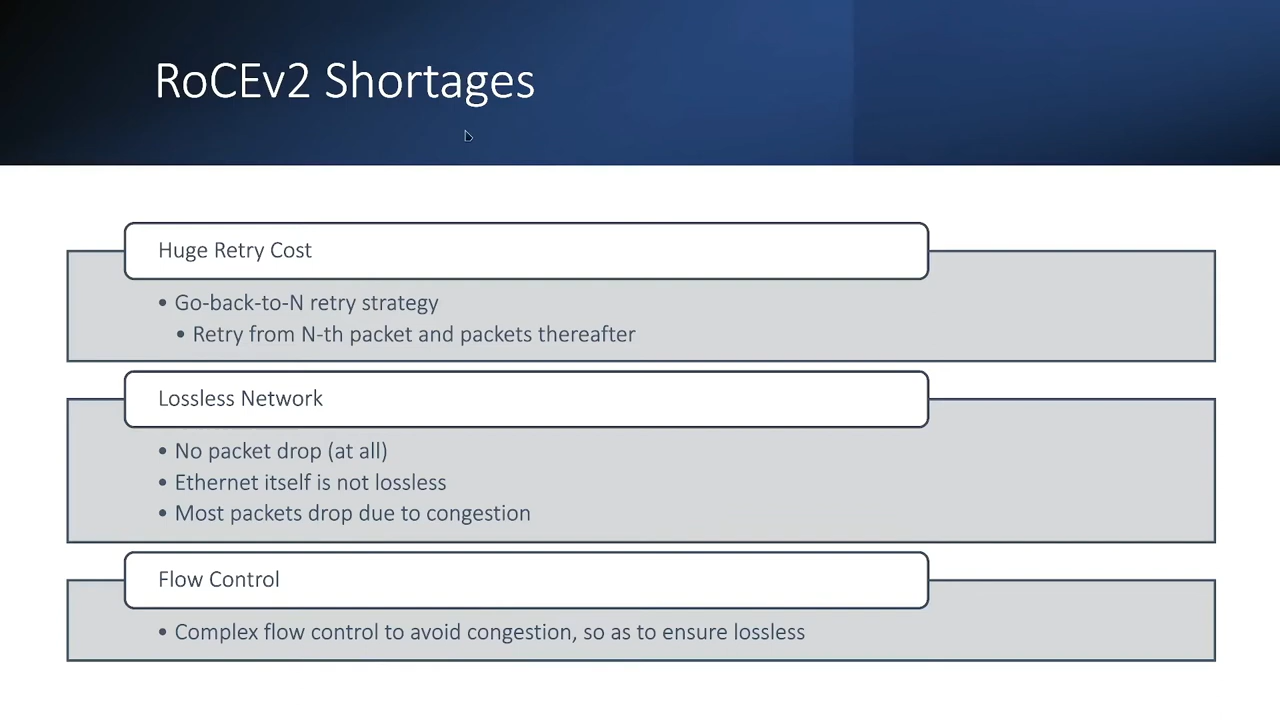 RoCEv2 Shortages
Huge Retry Cost
• Go-back-to-N retry strategy
• Retry from N-th packet and packets thereafter
Lossless Network
• No packet drop (at all)
• Ethernet itself is not lossless
• Most packets drop due to congestion
Flow Control
• Complex flow control to avoid congestion, so as to ensure lossless